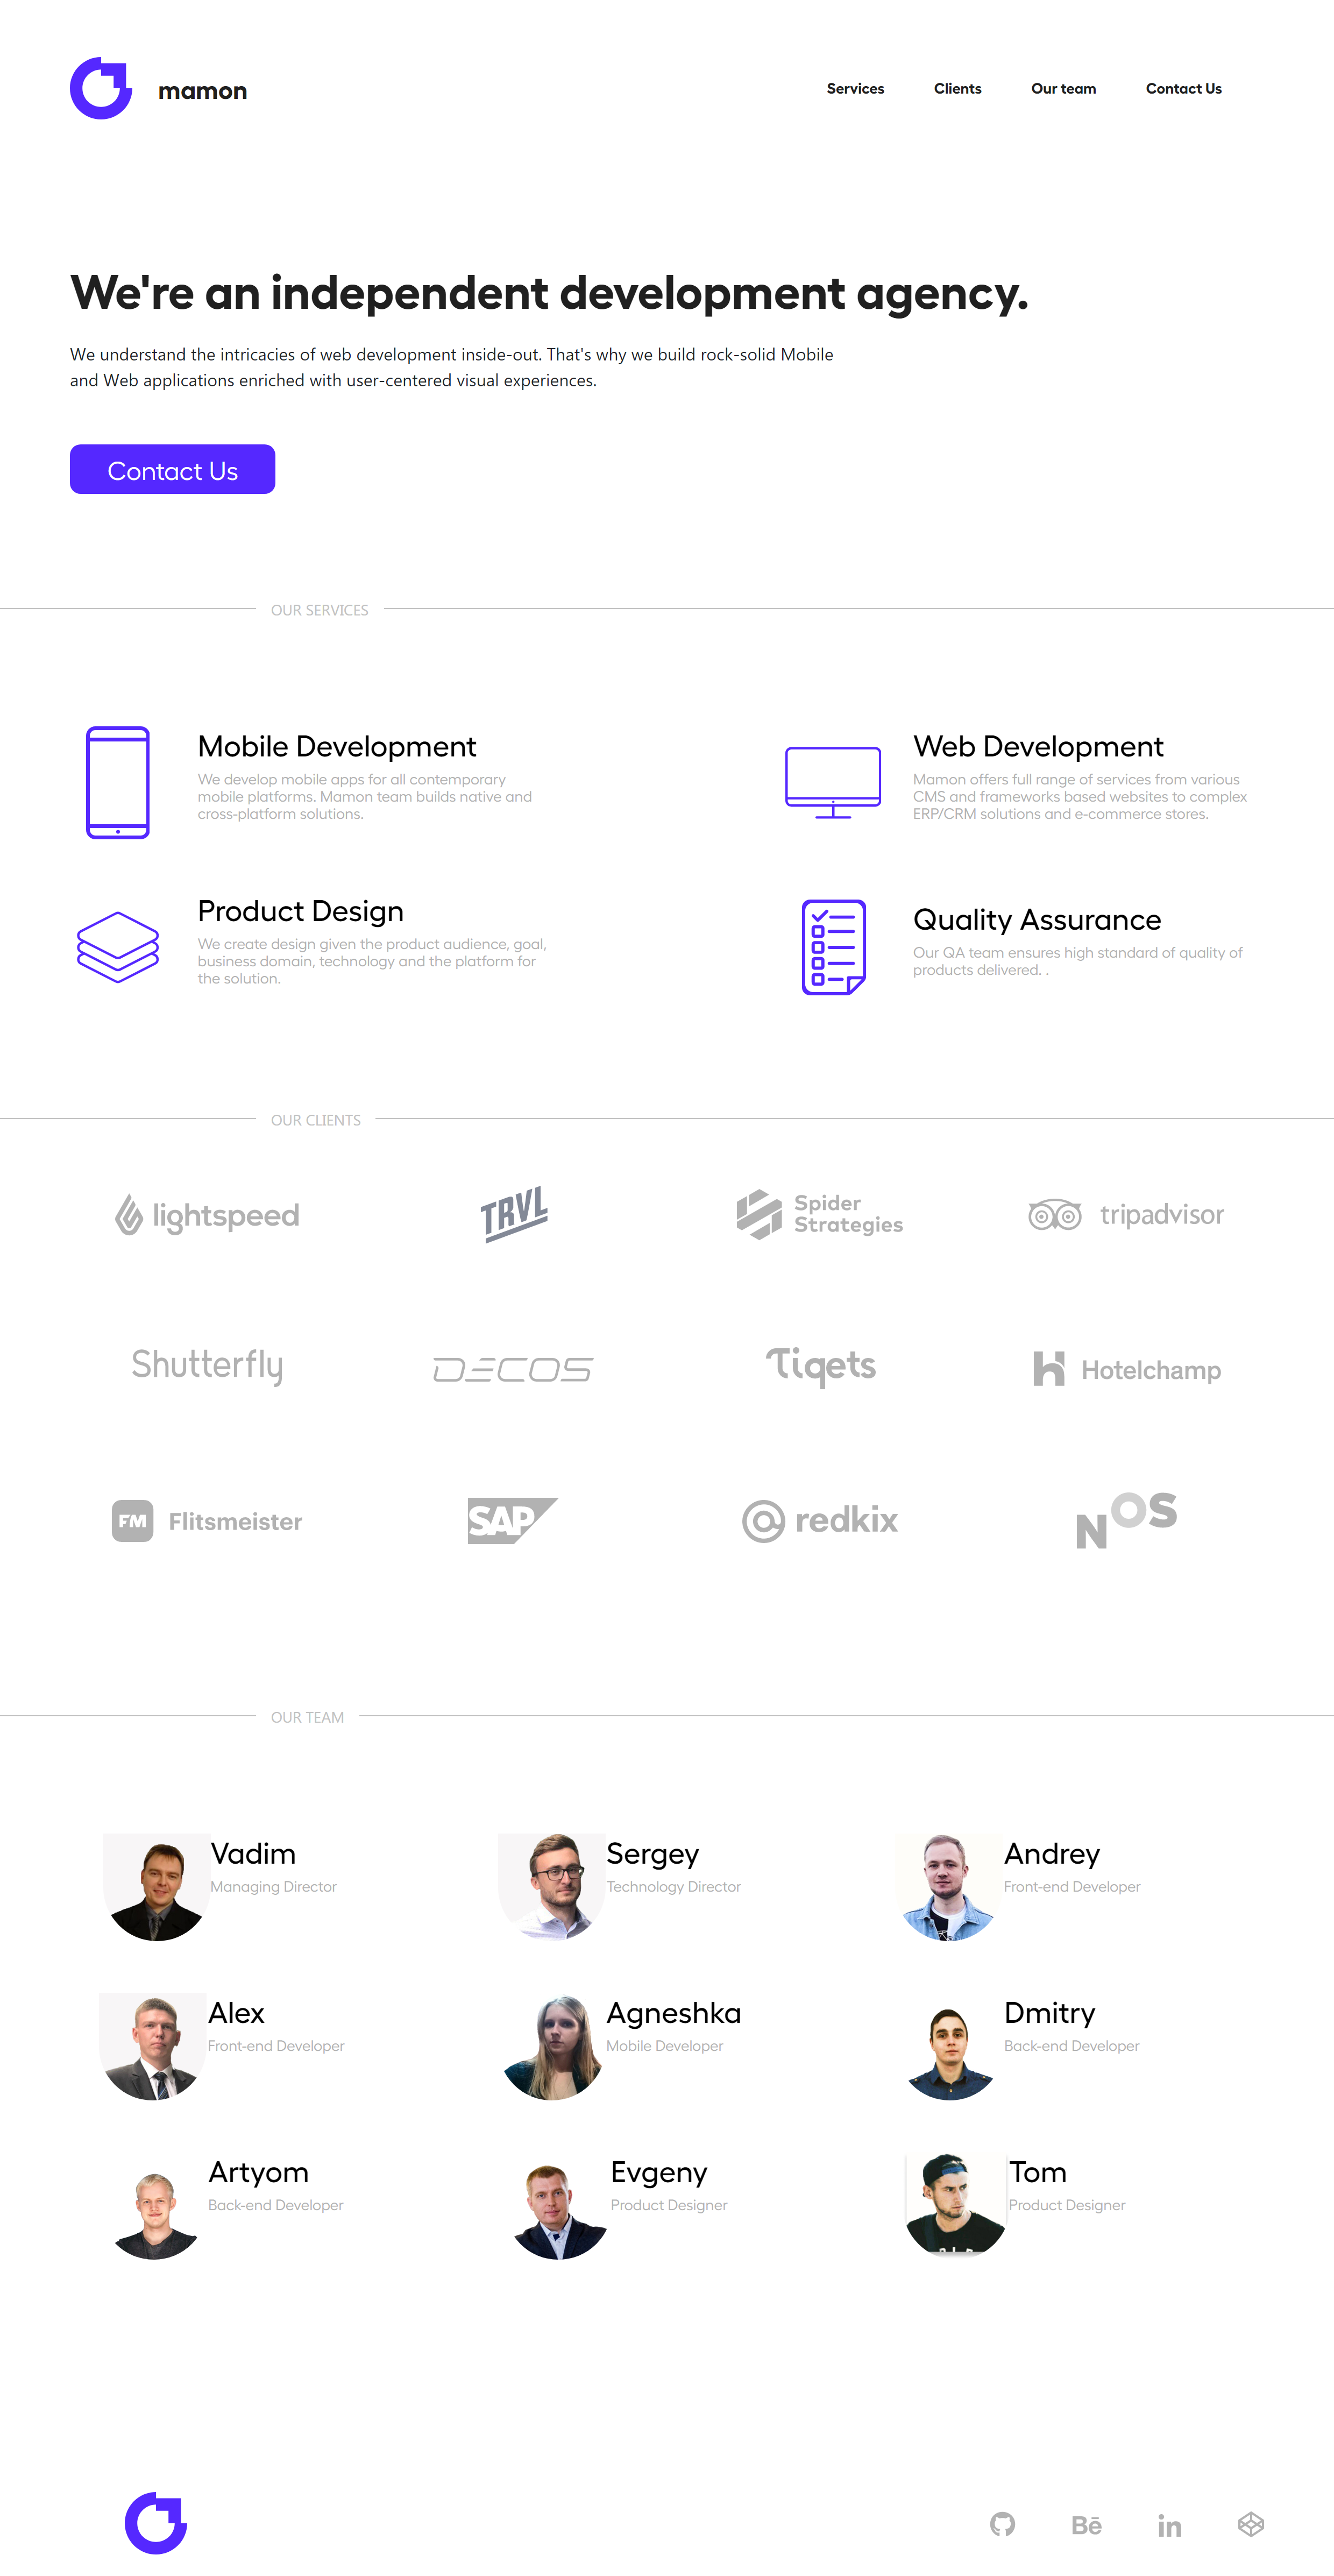 mamon
Services Clients Our team Contact Us
We're an independent development agency.
We understand the intricacies of web development inside-out. That's why we build rock-solid Mobile
and Web applications enriched with user-centered visual experiences.
Contact Us
OUR SERVICES
Mobile Development
We develop mobile apps for all contemporary
mobile platforms. Mamon team builds native and
cross-platform solutions.
Web Development
Mamon offers full range of services from various
CMS and frameworks based websites to complex
ERP/CRM solutions and e-commerce stores.
Product Design
We create design given the product audience, goal,
business domain, technology and the platform for
the solution.
Quality Assurance
Our QA team ensures high standard of quality of
products delivered. .
OUR CLIENTS
lightspeed
TRVL
Spider
Strategies
tripadvisor
Shutterfly
DECOS
Tiqets
Hotelchamp
FM Flitsmeister
SAP
redkix
NOS
OUR TEAM
Vadim
Managing Director
Sergey
Technology Director
Andrey
Front-end Developer
Alex
Front-end Developer
Agneshka
Mobile Developer
Dmitry
Back-end Developer
Artyom
Back-end Developer
Evgeny
Product Designer
Tom
Product Designer
Bē
in